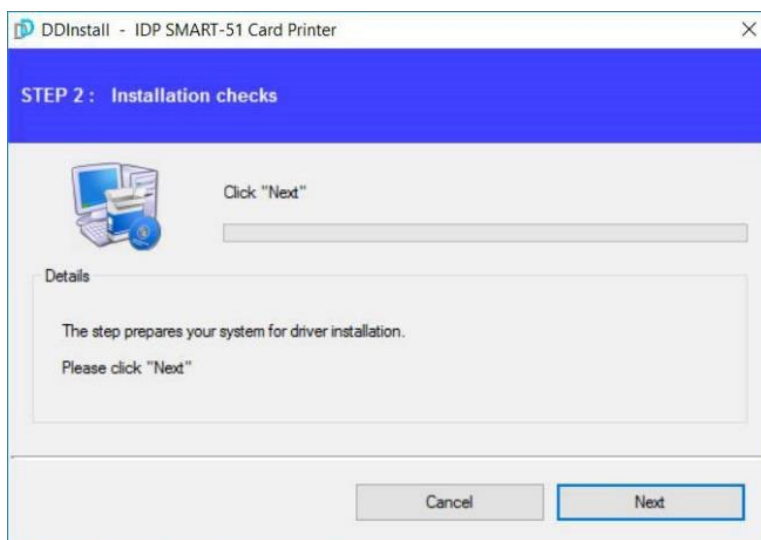 DDInstall - IDP SMART-51 Card Printer
STEP 2 : Installation checks
Click "Next"
Details
The step prepares your system for driver installation.
Please click "Next"
Cancel
Next